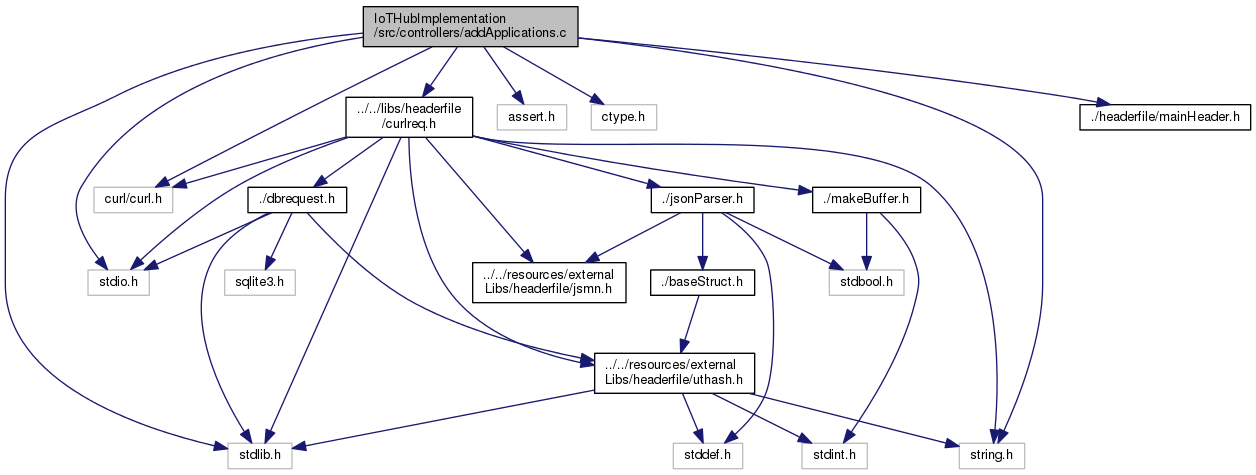 IoTHubImplementation
/src/controllers/addApplications.c
../../libs/headerfile
/curlreq.h
assert.h
ctype.h
./headerfile/mainHeader.h
curl/curl.h
./dbrequest.h
./jsonParser.h
./makeBuffer.h
stdio.h
sqlite3.h
../../resources/external
Libs/headerfile/jsmn.h
./baseStruct.h
stdbool.h
../../resources/external
Libs/headerfile/uthash.h
stdlib.h
stddef.h
stdint.h
string.h